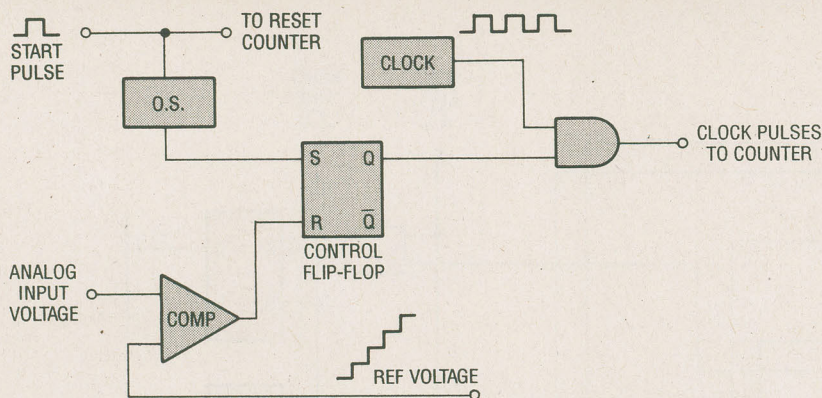 START
PULSE
TO RESET
COUNTER
O.S.
CLOCK
CLOCK PULSES
TO COUNTER
S
Q
R
Q̅
CONTROL
FLIP-FLOP
ANALOG
INPUT
VOLTAGE
COMP
REF VOLTAGE